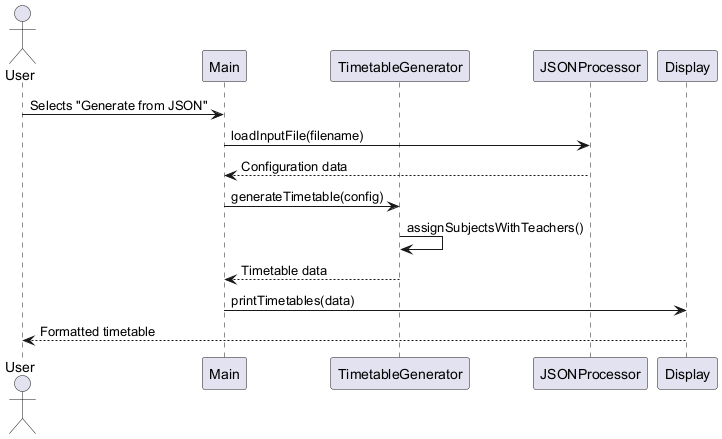 User
Main
TimetableGenerator
JSONProcessor
Display
Selects "Generate from JSON"
loadInputFile(filename)
Configuration data
generateTimetable(config)
assignSubjectsWithTeachers()
Timetable data
printTimetables(data)
Formatted timetable
User
Main
TimetableGenerator
JSONProcessor
Display